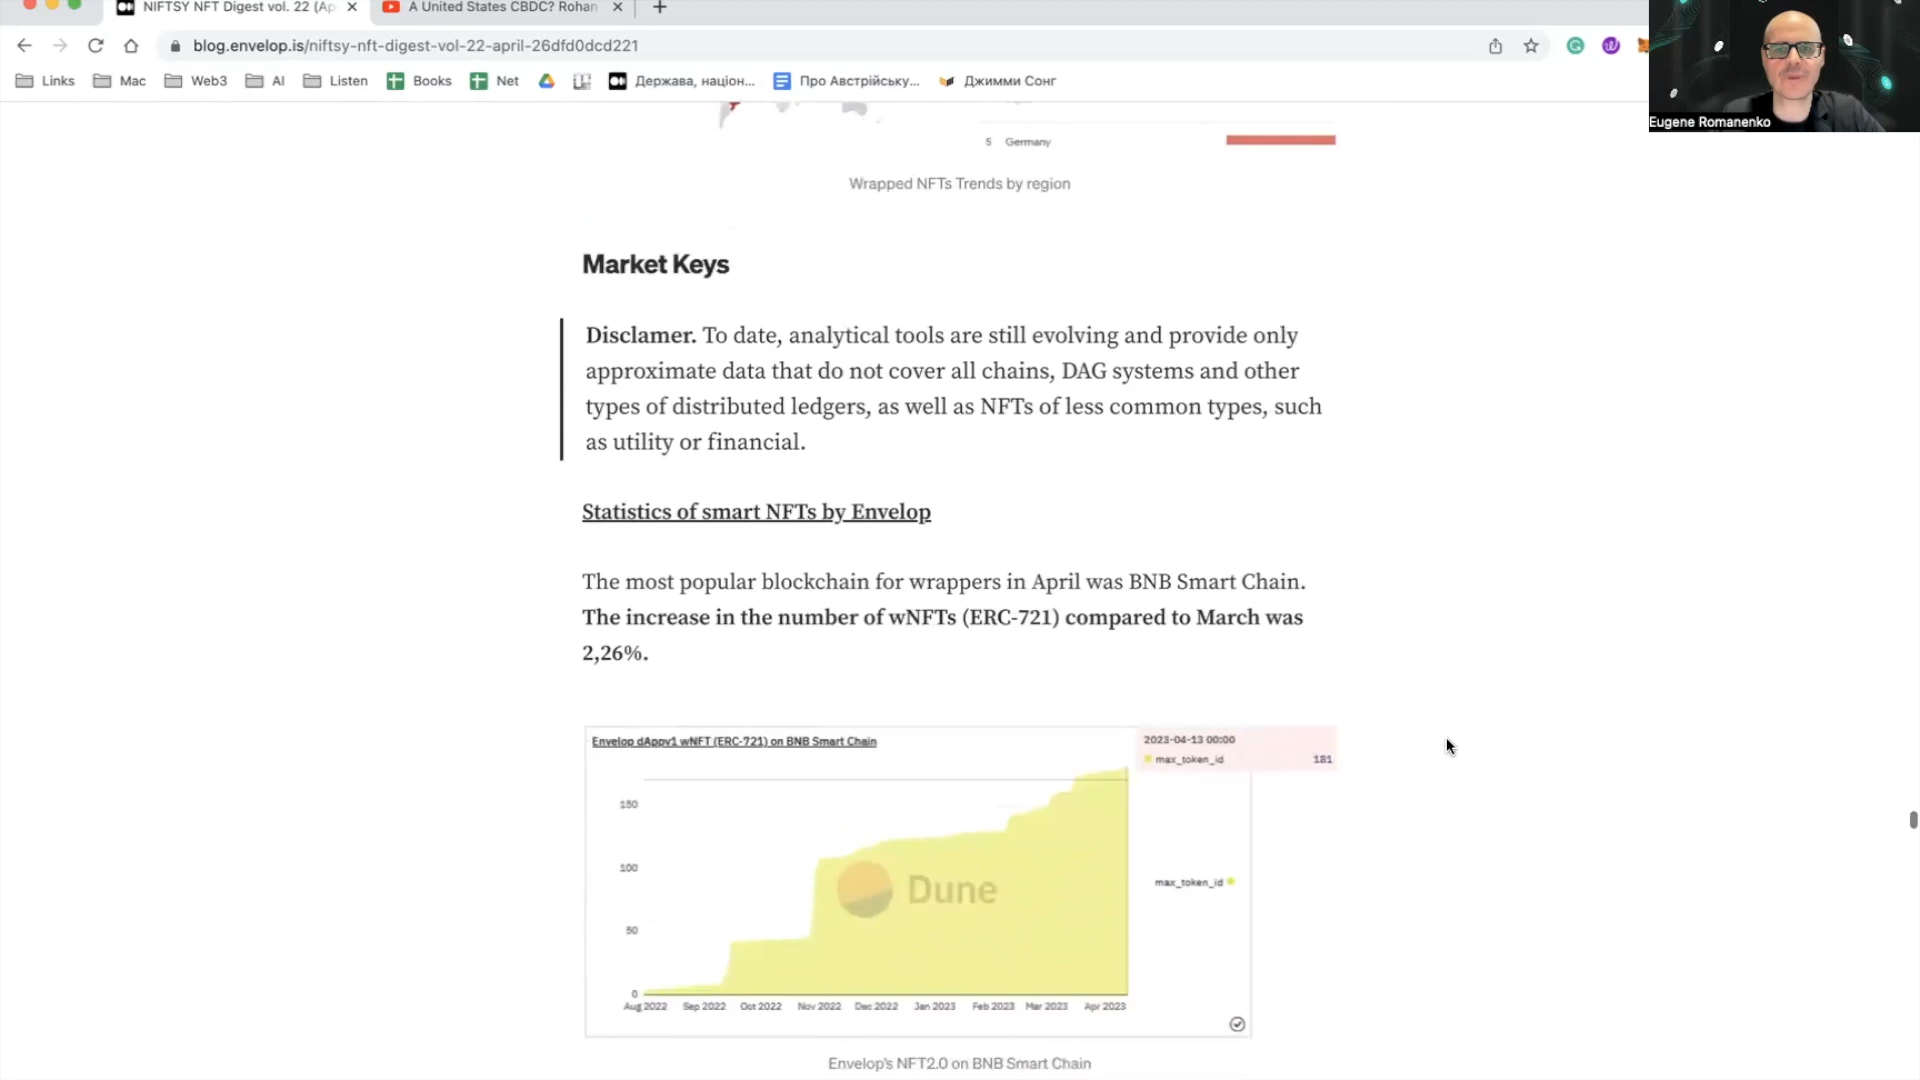 NIFTSY NFT Digest vol. 22 (Ap
A United States CBDC? Rohan
blog.envelop.is/niftsy-nft-digest-vol-22-april-26dfd0dcd221
Links
Mac
Web3
AI
Listen
Books
Net
Держава, націон...
Про Австрійську...
Джимми Сонг
Eugene Romanenko
5 Germany
Wrapped NFTs Trends by region
Market Keys
Disclamer. To date, analytical tools are still evolving and provide only
approximate data that do not cover all chains, DAG systems and other
types of distributed ledgers, as well as NFTs of less common types, such
as utility or financial.
Statistics of smart NFTs by Envelop
The most popular blockchain for wrappers in April was BNB Smart Chain.
The increase in the number of wNFTs (ERC-721) compared to March was
2,26%.
Envelop dAppv1 wNFT (ERC-721) on BNB Smart Chain
2023-04-13 00:00
max_token_id 181
150
100
50
0
Dune
max_token_id
Aug 2022 Sep 2022 Oct 2022 Nov 2022 Dec 2022 Jan 2023 Feb 2023 Mar 2023 Apr 2023
Envelop's NFT2.0 on BNB Smart Chain